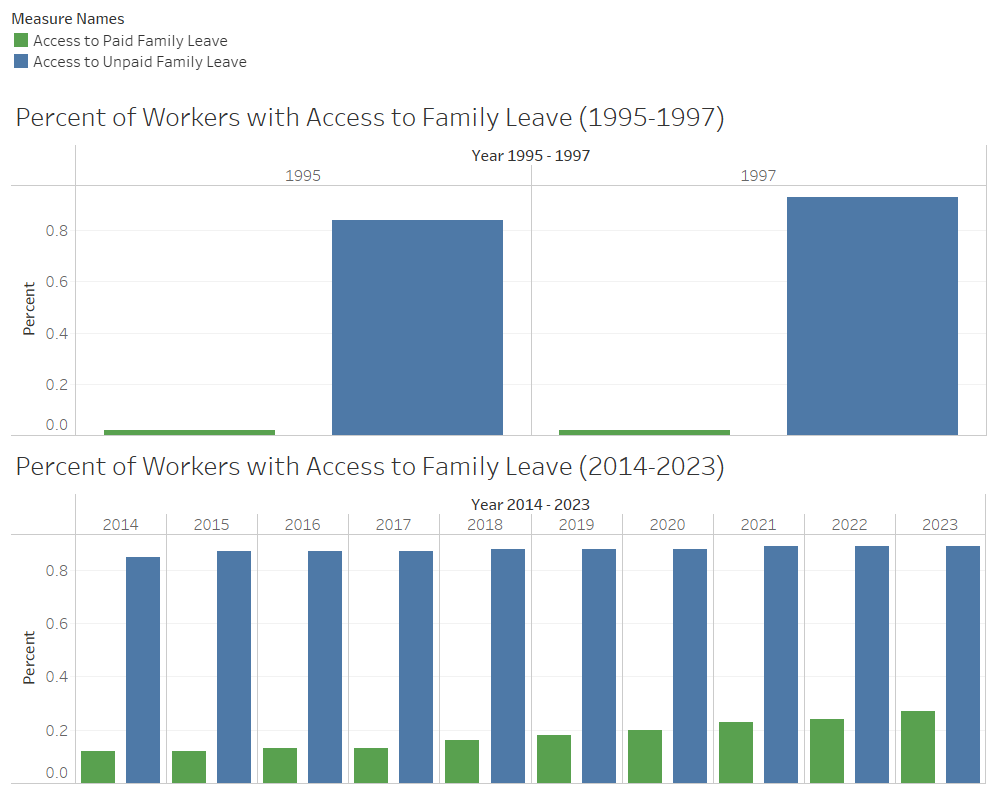 Measure Names
Access to Paid Family Leave
Access to Unpaid Family Leave
Percent of Workers with Access to Family Leave (1995-1997)
Year 1995 - 1997
1995 1997
0.8
0.6
0.4
0.2
0.0
Percent
Percent of Workers with Access to Family Leave (2014-2023)
Year 2014 - 2023
2014 2015 2016 2017 2018 2019 2020 2021 2022 2023
0.8
0.6
0.4
0.2
0.0
Percent